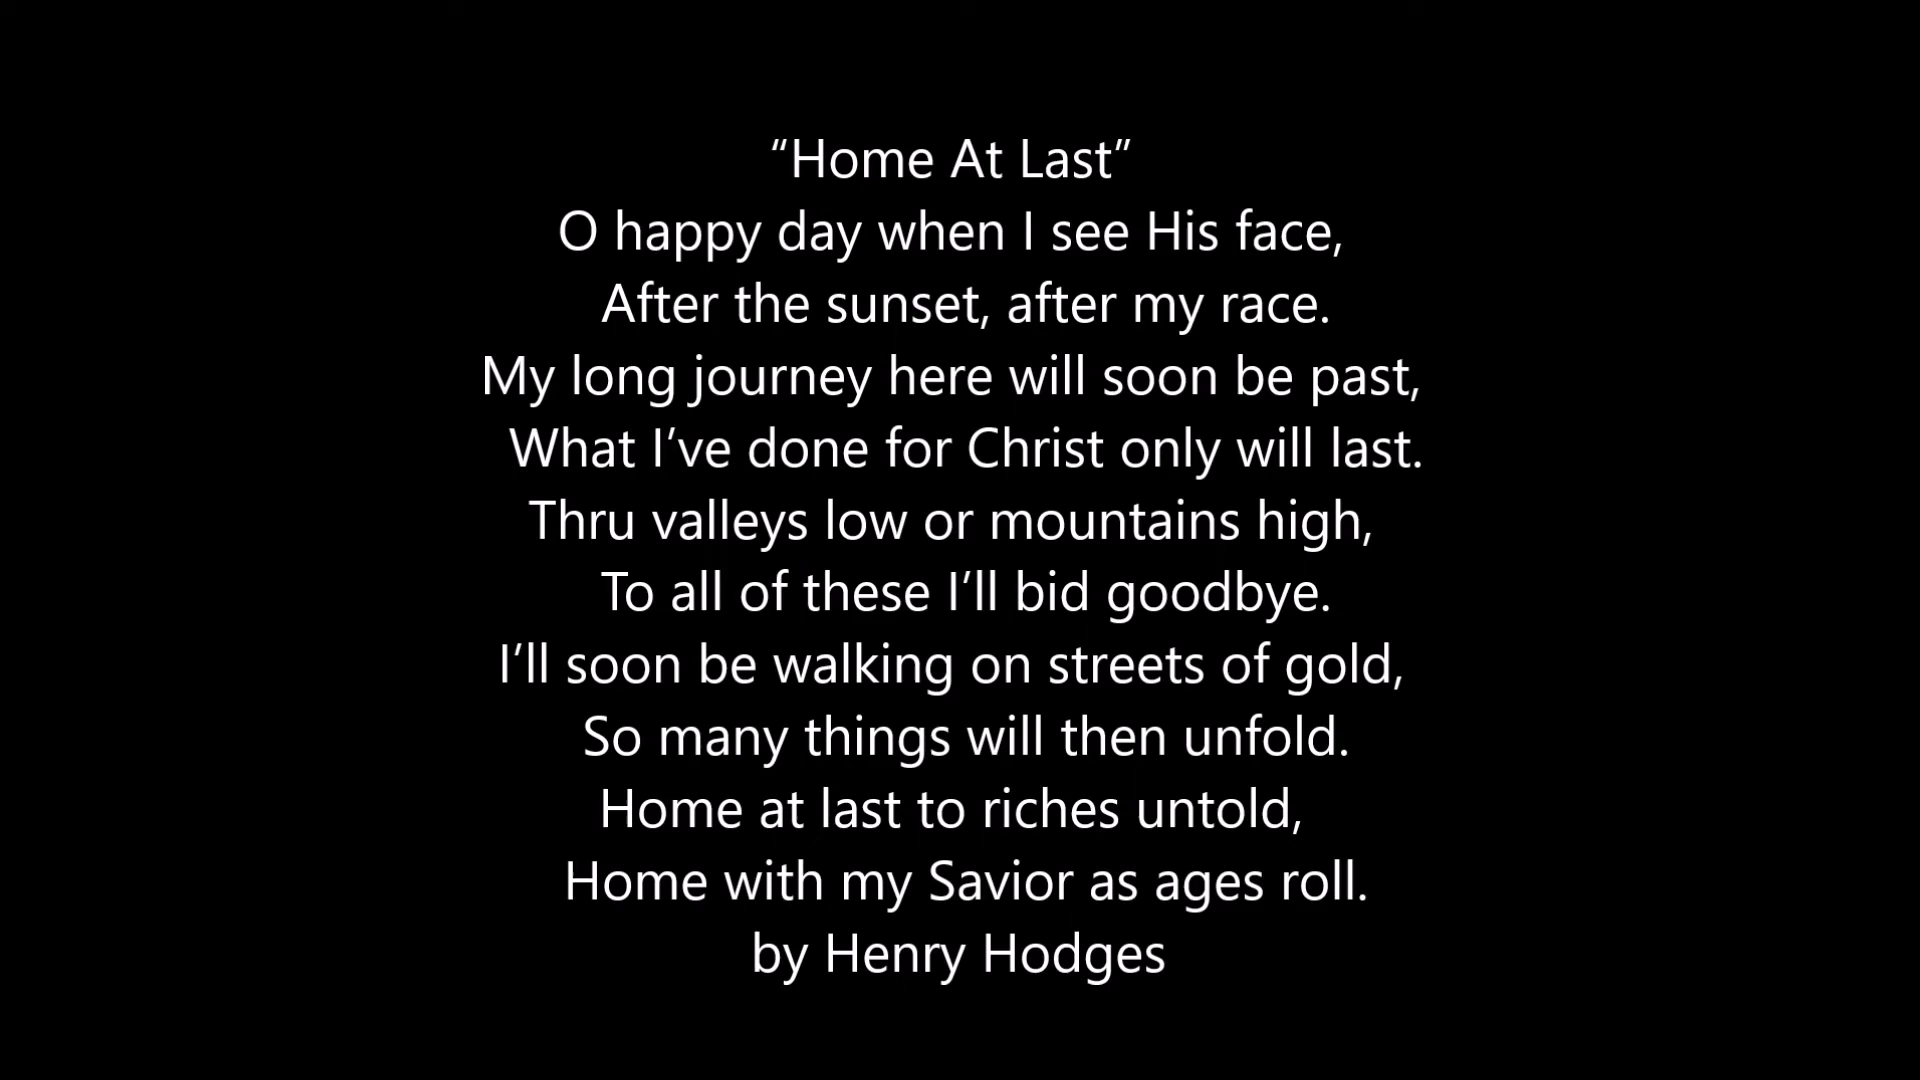 “Home At Last”
O happy day when I see His face,
After the sunset, after my race.
My long journey here will soon be past,
What I’ve done for Christ only will last.
Thru valleys low or mountains high,
To all of these I’ll bid goodbye.
I’ll soon be walking on streets of gold,
So many things will then unfold.
Home at last to riches untold,
Home with my Savior as ages roll.
by Henry Hodges